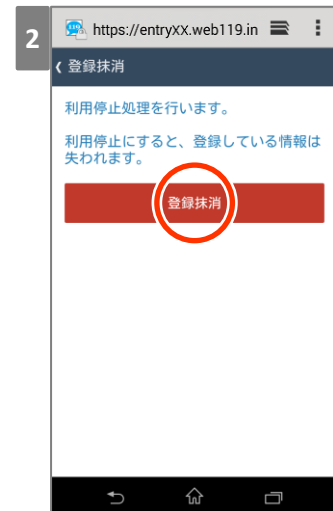 2
https://entryXX.web119.in
登録抹消
利用停止処理を行います。
利用停止にすると、登録している情報は
失われます。
登録抹消